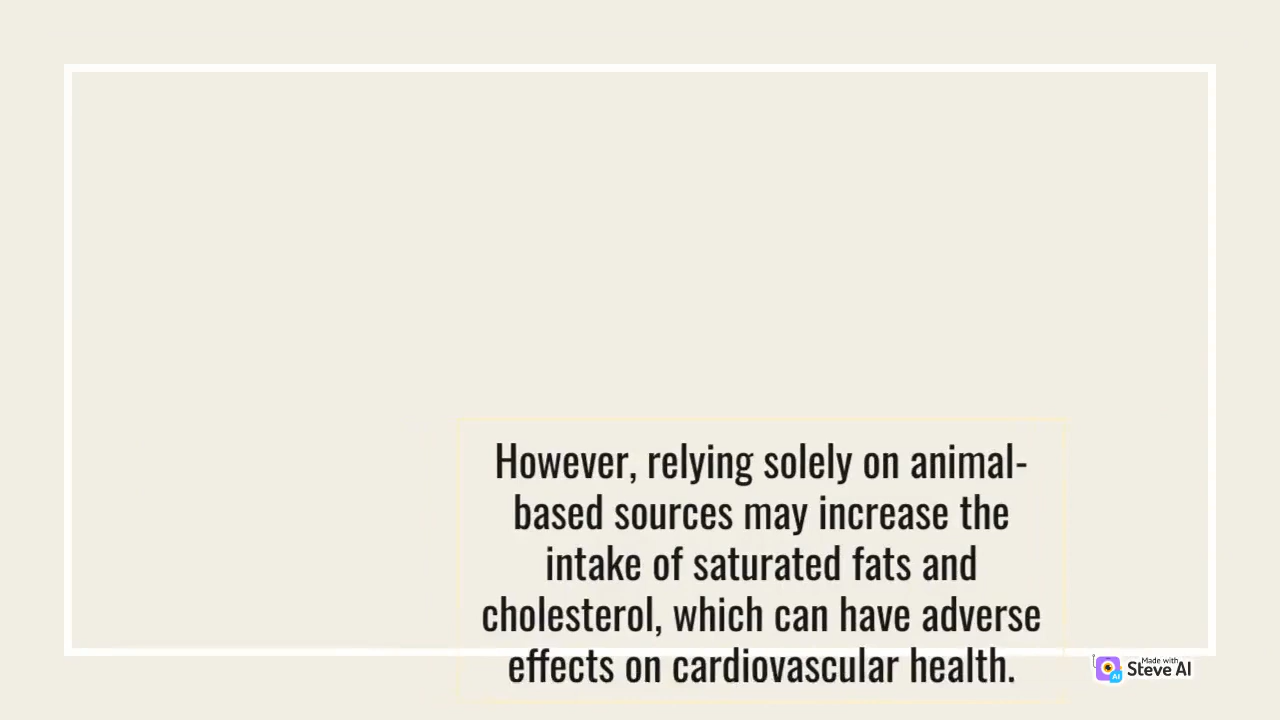 However, relying solely on animal-
based sources may increase the
intake of saturated fats and
cholesterol, which can have adverse
effects on cardiovascular health.
Made with
Steve AI
AI